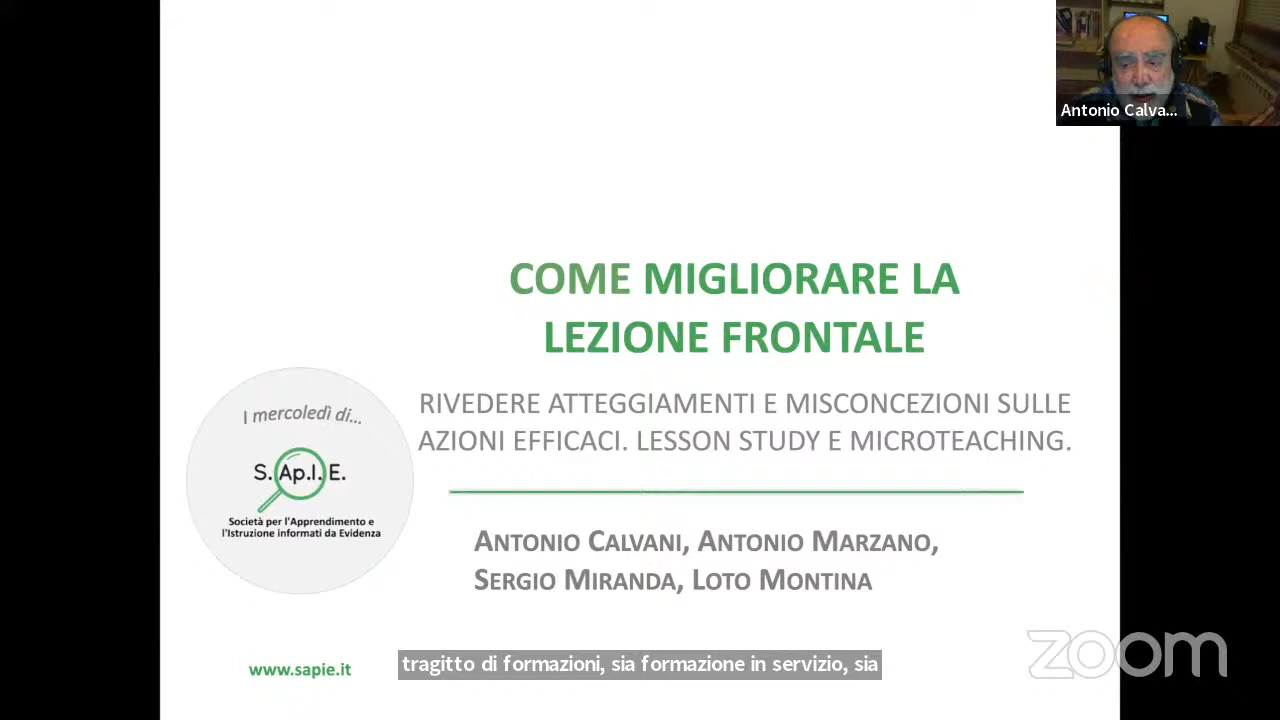 Antonio Calva...
COME MIGLIORARE LA
LEZIONE FRONTALE
RIVEDERE ATTEGGIAMENTI E MISCONCEZIONI SULLE
AZIONI EFFICACI. LESSON STUDY E MICROTEACHING.
I mercoledì di...
S.Ap.I.E.
Società per l'Apprendimento e
l'Istruzione informati da Evidenza
ANTONIO CALVANI, ANTONIO MARZANO,
SERGIO MIRANDA, LOTO MONTINA
www.sapie.it
tragitto di formazioni, sia formazione in servizio, sia
zoom